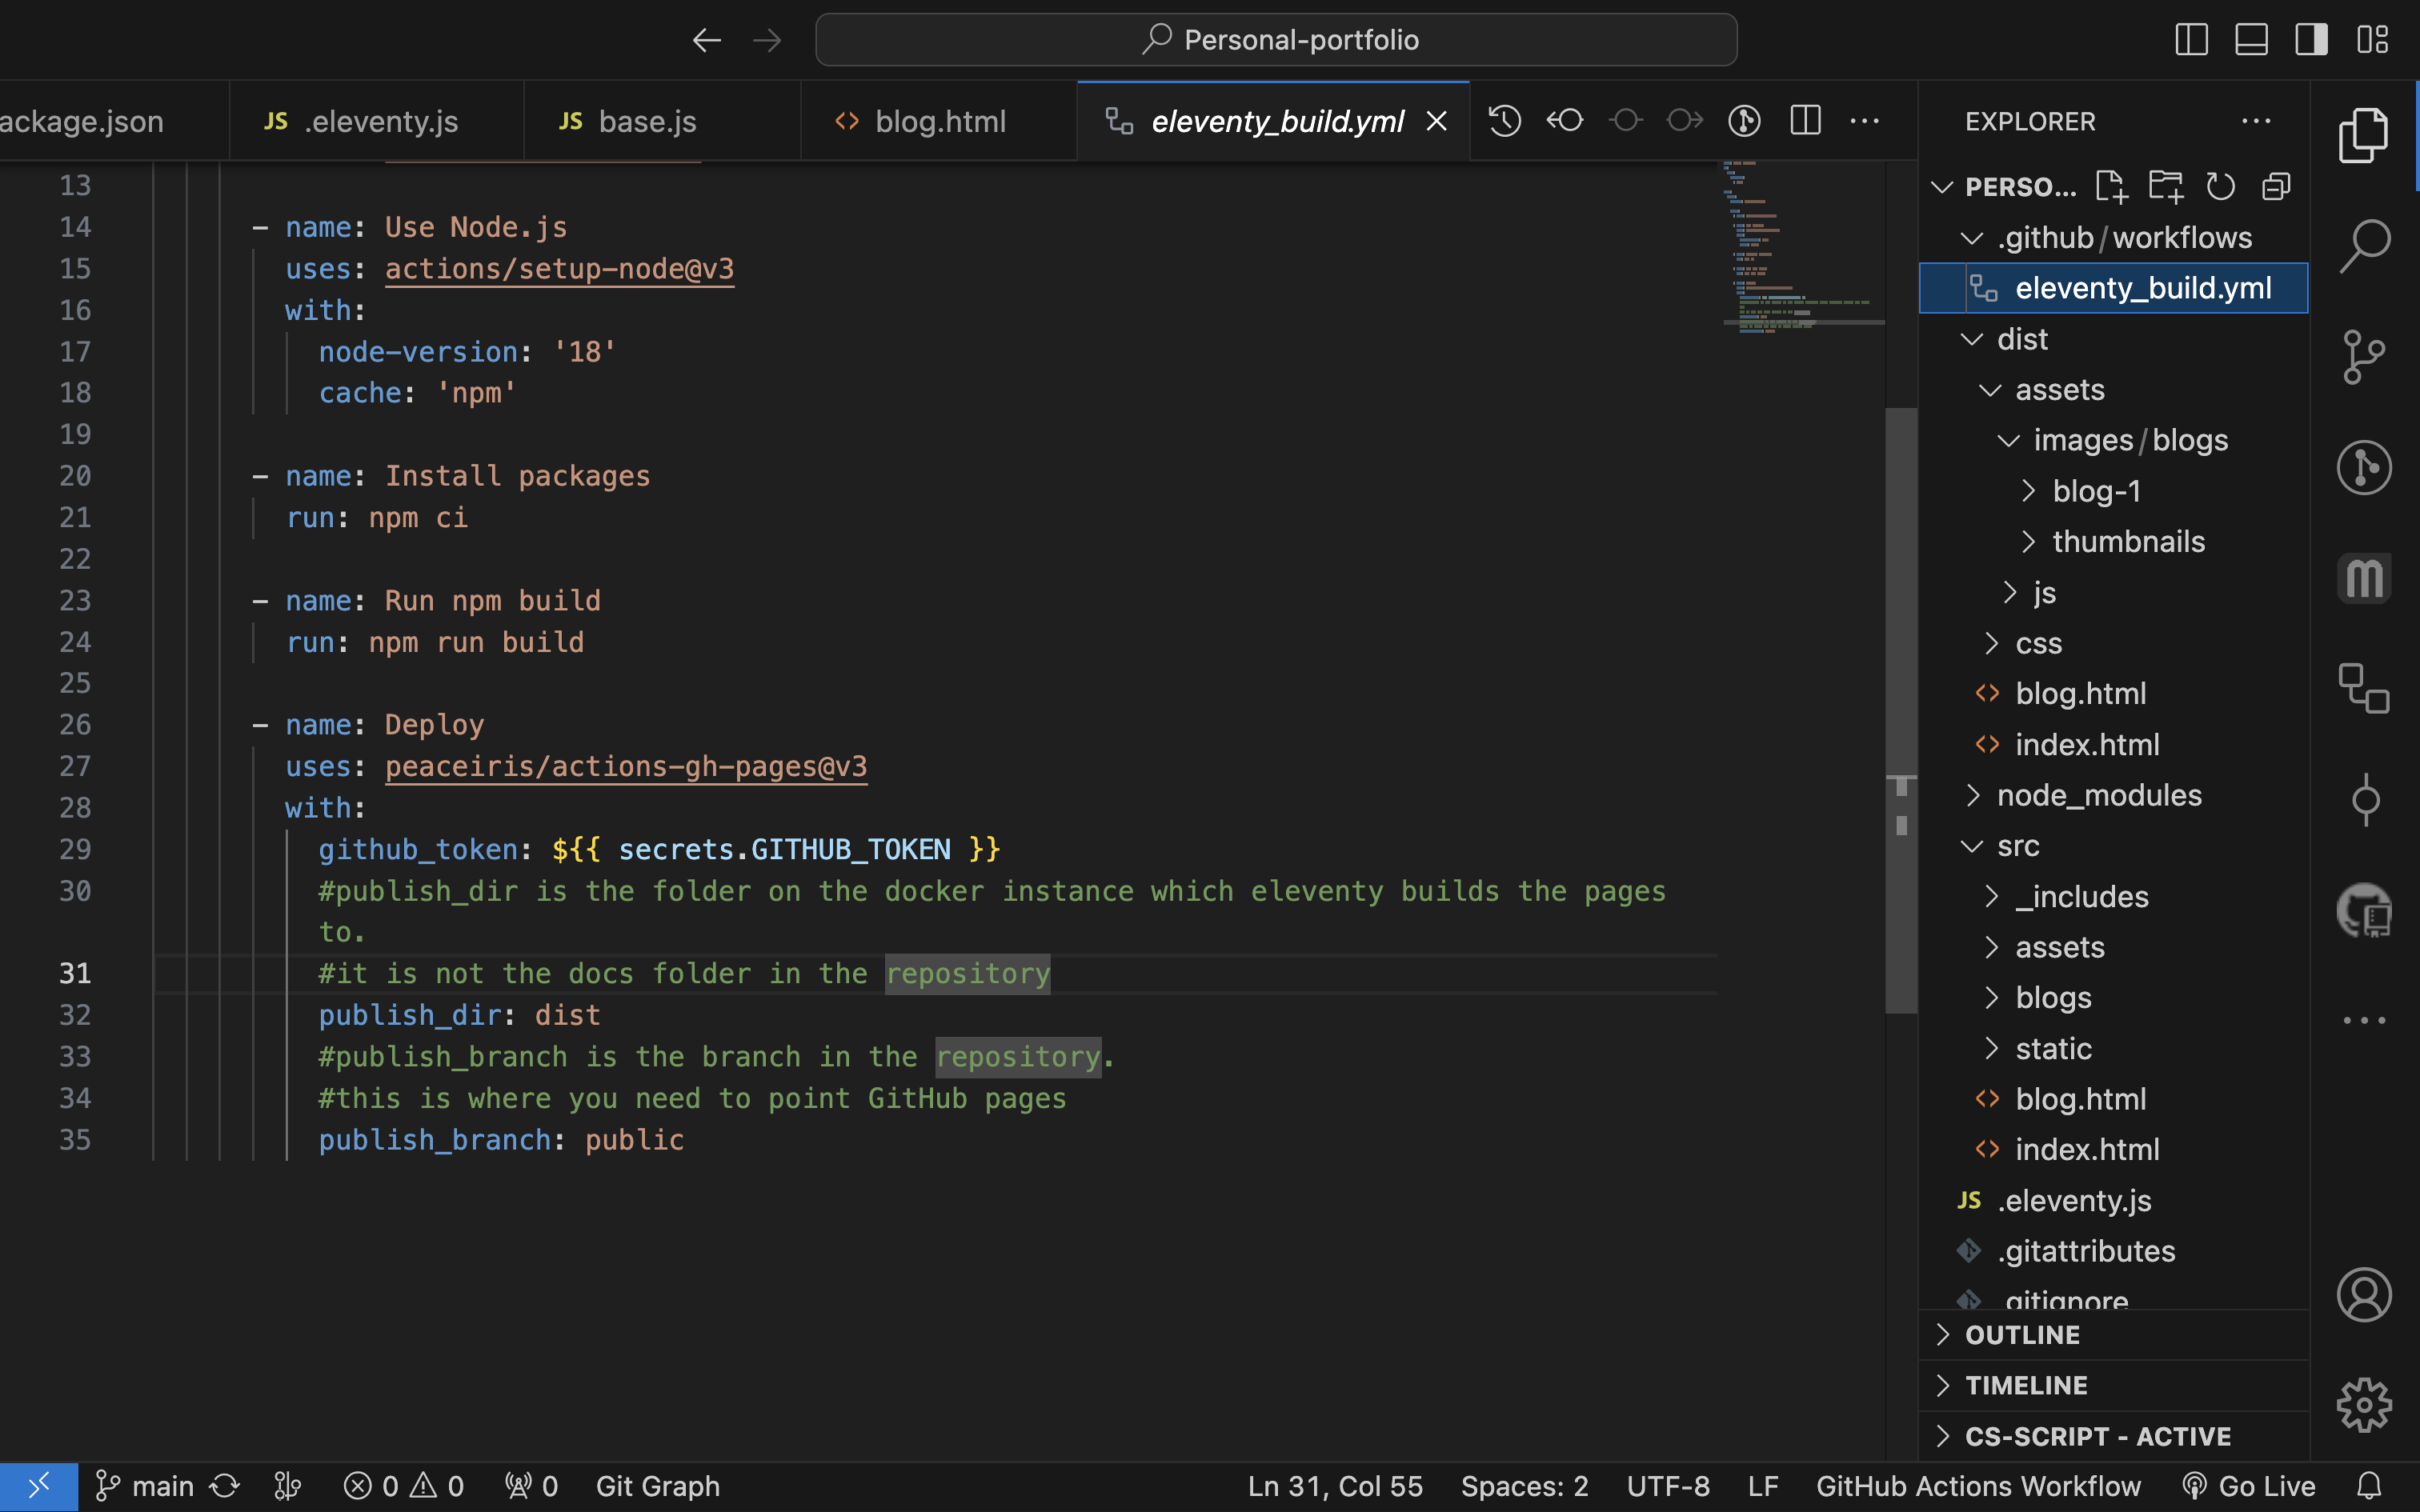 Personal-portfolio
ackage.json
JS .eleventy.js
JS base.js
<> blog.html
eleventy_build.yml
EXPLORER
13
14 - name: Use Node.js
15 uses: actions/setup-node@v3
16 with:
17 node-version: '18'
18 cache: 'npm'
19
20 - name: Install packages
21 run: npm ci
22
23 - name: Run npm build
24 run: npm run build
25
26 - name: Deploy
27 uses: peaceiris/actions-gh-pages@v3
28 with:
29 github_token: ${{ secrets.GITHUB_TOKEN }}
30 #publish_dir is the folder on the docker instance which eleventy builds the pages
to.
31 #it is not the docs folder in the repository
32 publish_dir: dist
33 #publish_branch is the branch in the repository.
34 #this is where you need to point GitHub pages
35 publish_branch: public
PERSO...
.github/workflows
eleventy_build.yml
dist
assets
images/blogs
blog-1
thumbnails
js
css
<> blog.html
<> index.html
node_modules
src
_includes
assets
blogs
static
<> blog.html
<> index.html
JS .eleventy.js
.gitattributes
.gitignore
OUTLINE
TIMELINE
CS-SCRIPT - ACTIVE
m
main
0
0
0
Git Graph
Ln 31, Col 55
Spaces: 2
UTF-8
LF
GitHub Actions Workflow
Go Live